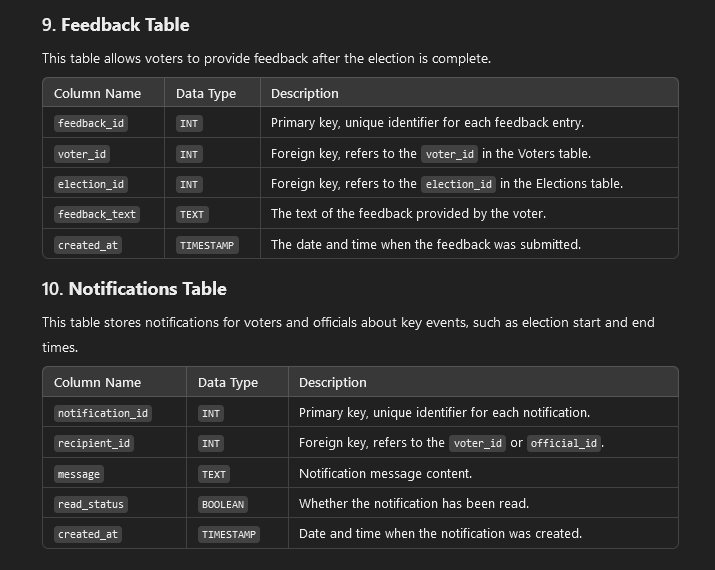 9. Feedback Table
This table allows voters to provide feedback after the election is complete.
Column Name Data Type Description
feedback_id INT Primary key, unique identifier for each feedback entry.
voter_id INT Foreign key, refers to the voter_id in the Voters table.
election_id INT Foreign key, refers to the election_id in the Elections table.
feedback_text TEXT The text of the feedback provided by the voter.
created_at TIMESTAMP The date and time when the feedback was submitted.
10. Notifications Table
This table stores notifications for voters and officials about key events, such as election start and end
times.
Column Name Data Type Description
notification_id INT Primary key, unique identifier for each notification.
recipient_id INT Foreign key, refers to the voter_id or official_id.
message TEXT Notification message content.
read_status BOOLEAN Whether the notification has been read.
created_at TIMESTAMP Date and time when the notification was created.